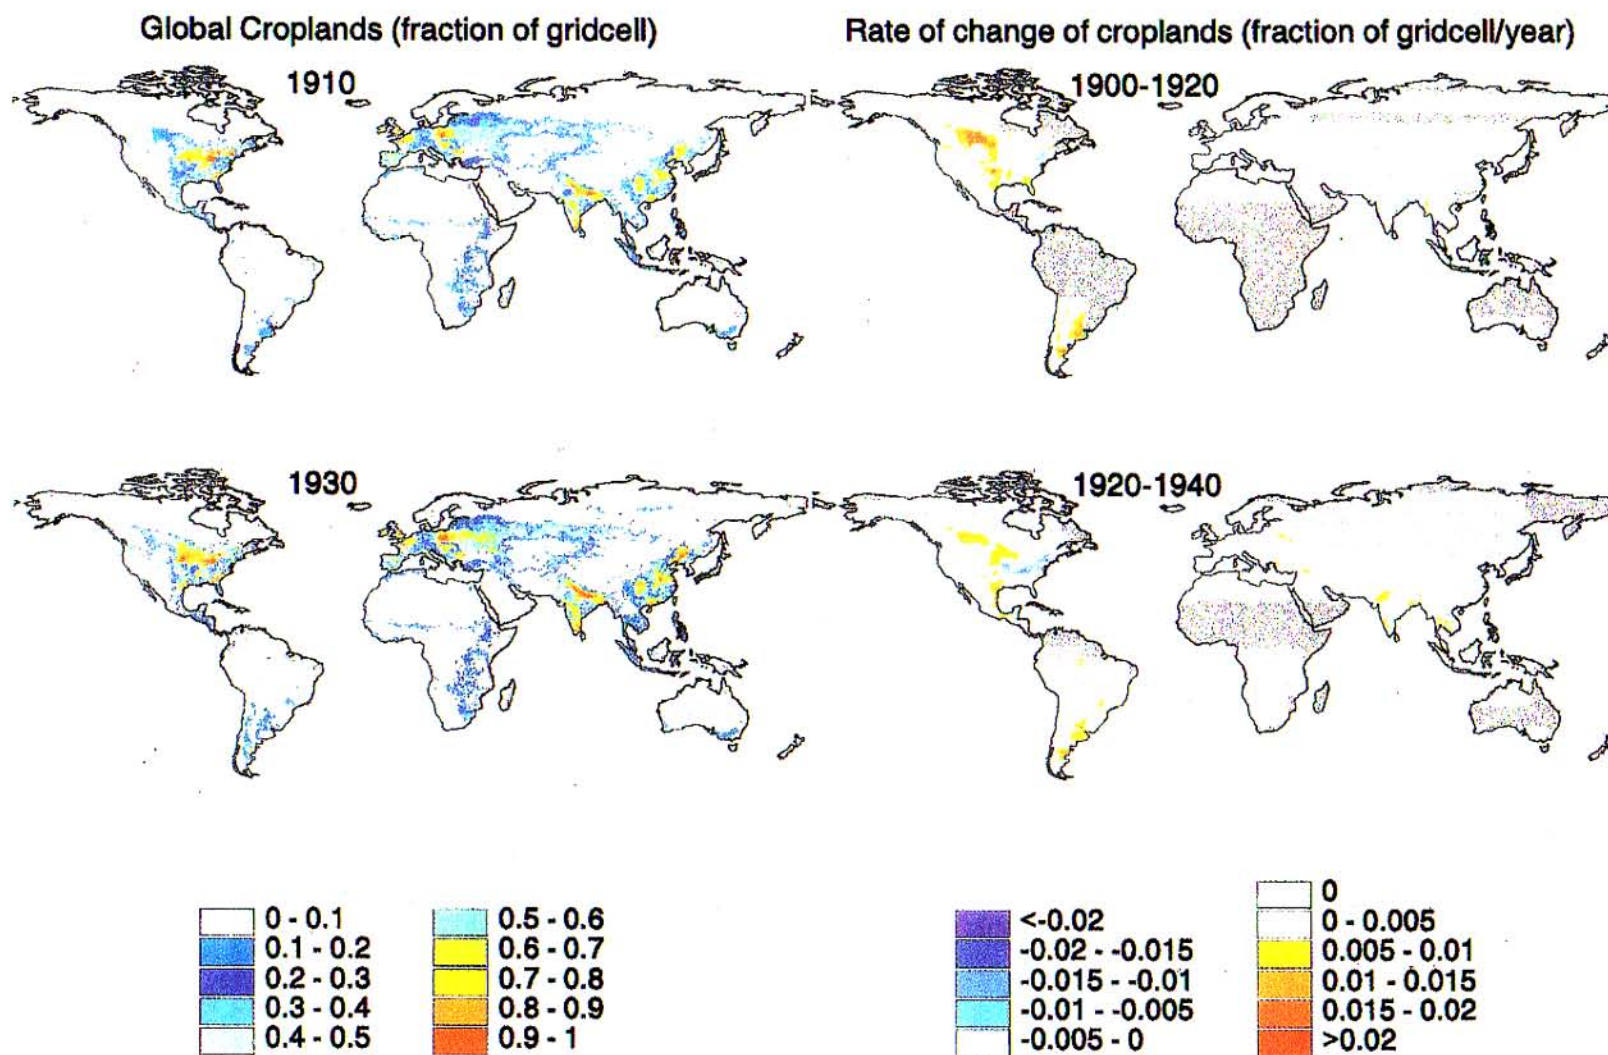 Global Croplands (fraction of gridcell)
Rate of change of croplands (fraction of gridcell/year)
1910
1900-1920
1930
1920-1940
0 - 0.1
0.1 - 0.2
0.2 - 0.3
0.3 - 0.4
0.4 - 0.5
0.5 - 0.6
0.6 - 0.7
0.7 - 0.8
0.8 - 0.9
0.9 - 1
<-0.02
-0.02 - -0.015
-0.015 - -0.01
-0.01 - -0.005
-0.005 - 0
0
0 - 0.005
0.005 - 0.01
0.01 - 0.015
0.015 - 0.02
>0.02